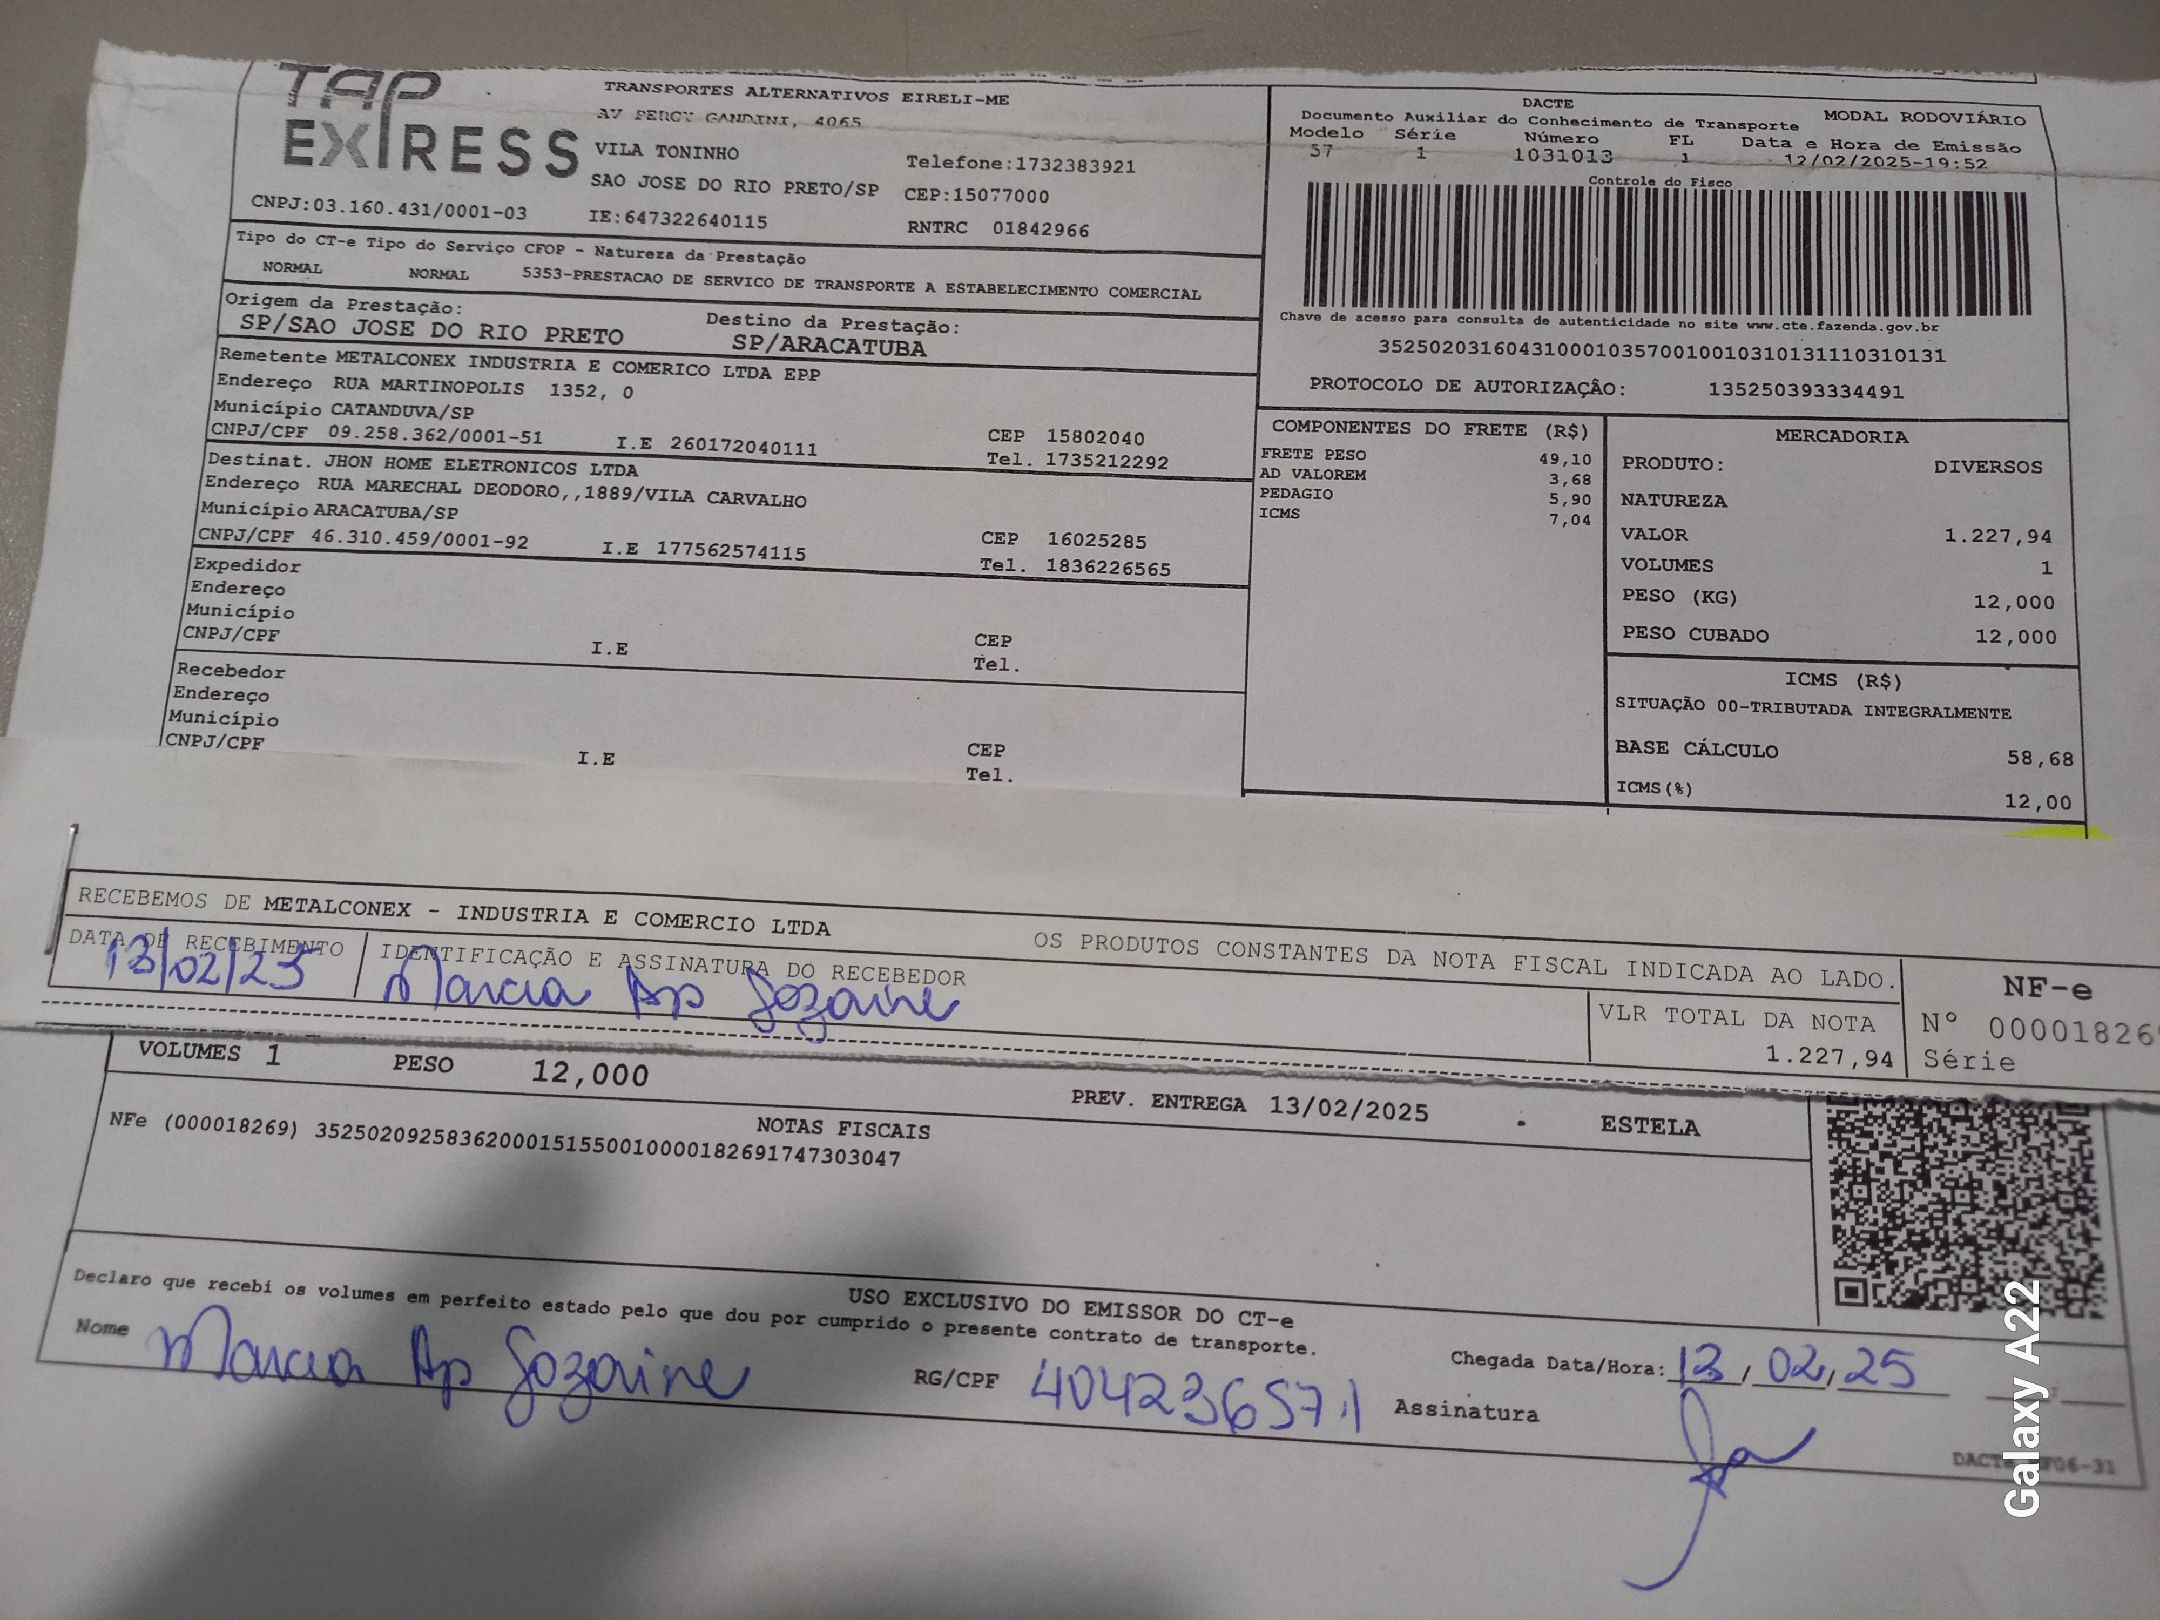 TAP EXPRESS
TRANSPORTES ALTERNATIVOS EIRELI-ME
AV PERCY GANDINI, 4065
VILA TONINHO
Telefone:1732383921
SAO JOSE DO RIO PRETO/SP CEP:15077000
CNPJ:03.160.431/0001-03 IE:647322640115 RNTRC 01842966
DACTE
Documento Auxiliar do Conhecimento de Transporte MODAL RODOVIÁRIO
Modelo Série Número FL Data e Hora de Emissão
57 1 1031013 1 12/02/2025-19:52
Controle do Fisco
Chave de acesso para consulta de autenticidade no site www.cte.fazenda.gov.br
35250203160431000103570010010310131110310131
PROTOCOLO DE AUTORIZAÇÂO: 135250393334491
Tipo do CT-e Tipo do Serviço CFOP - Natureza da Prestação
NORMAL NORMAL 5353-PRESTACAO DE SERVICO DE TRANSPORTE A ESTABELECIMENTO COMERCIAL
Origem da Prestação: Destino da Prestação:
SP/SAO JOSE DO RIO PRETO SP/ARACATUBA
Remetente METALCONEX INDUSTRIA E COMERICO LTDA EPP
Endereço RUA MARTINOPOLIS 1352, 0
Município CATANDUVA/SP CEP 15802040
CNPJ/CPF 09.258.362/0001-51 I.E 260172040111 Tel. 1735212292
Destinat. JHON HOME ELETRONICOS LTDA
Endereço RUA MARECHAL DEODORO,,1889/VILA CARVALHO
Município ARACATUBA/SP CEP 16025285
CNPJ/CPF 46.310.459/0001-92 I.E 177562574115 Tel. 1836226565
Expedidor
Endereço
Município CEP
CNPJ/CPF I.E Tel.
Recebedor
Endereço
Município CEP
CNPJ/CPF I.E Tel.
COMPONENTES DO FRETE (R$)
FRETE PESO 49,10
AD VALOREM 3,68
PEDAGIO 5,90
ICMS 7,04
MERCADORIA
PRODUTO: DIVERSOS
NATUREZA
VALOR 1.227,94
VOLUMES 1
PESO (KG) 12,000
PESO CUBADO 12,000
ICMS (R$)
SITUAÇÃO 00-TRIBUTADA INTEGRALMENTE
BASE CÁLCULO 58,68
ICMS(%) 12,00
RECEBEMOS DE METALCONEX - INDUSTRIA E COMERCIO LTDA OS PRODUTOS CONSTANTES DA NOTA FISCAL INDICADA AO LADO.
DATA DE RECEBIMENTO IDENTIFICAÇÃO E ASSINATURA DO RECEBEDOR
13/02/25 Marcia Ap Gozaine
VLR TOTAL DA NOTA
1.227,94
NF-e
Nº 00001826
Série
VOLUMES 1 PESO 12,000 PREV. ENTREGA 13/02/2025 ESTELA
NOTAS FISCAIS
NFe (000018269) 35250209258362000151550010000182691747303047
USO EXCLUSIVO DO EMISSOR DO CT-e
Declaro que recebi os volumes em perfeito estado pelo que dou por cumprido o presente contrato de transporte.
Nome Marcia Ap Gozaine RG/CPF 404236571 Chegada Data/Hora: 13/02/25 :
Assinatura
Galaxy A22